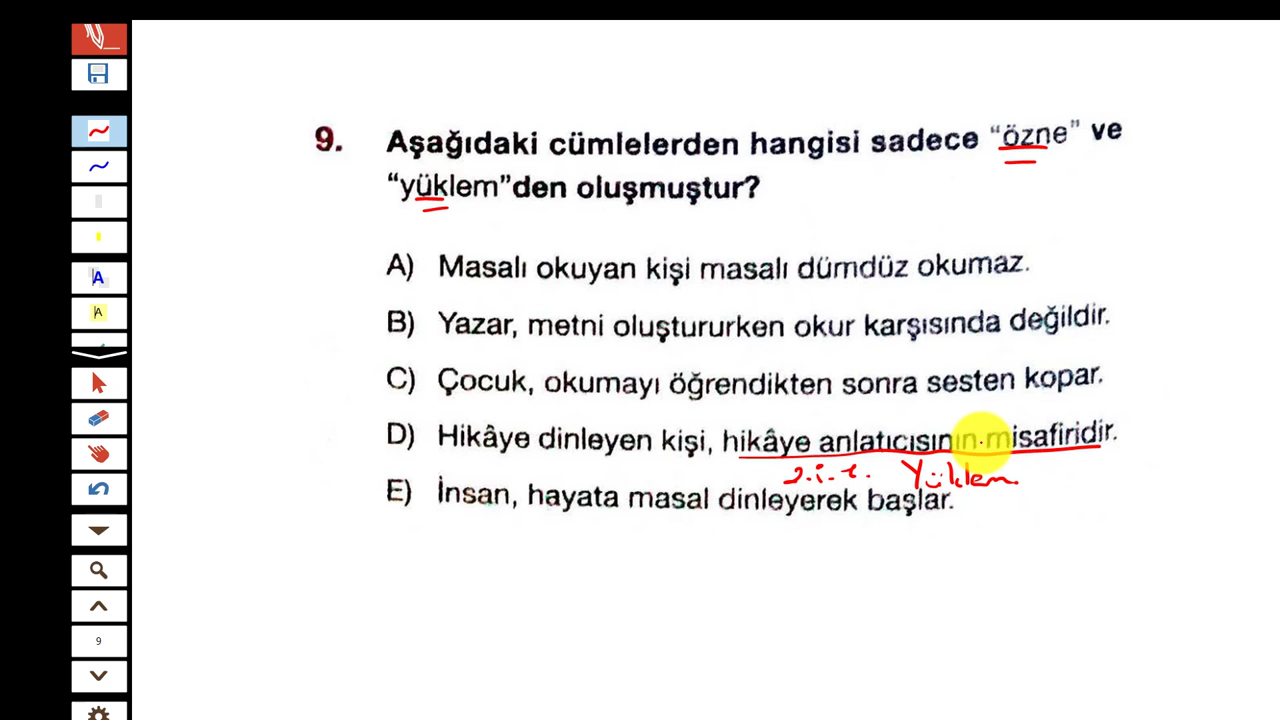 9. Aşağıdaki cümlelerden hangisi sadece “özne” ve
“yüklem”den oluşmuştur?
A) Masalı okuyan kişi masalı dümdüz okumaz.
B) Yazar, metni oluştururken okur karşısında değildir.
C) Çocuk, okumayı öğrendikten sonra sesten kopar.
D) Hikâye dinleyen kişi, hikâye anlatıcısının misafiridir.
Yüklem
E) İnsan, hayata masal dinleyerek başlar.
A
A
9